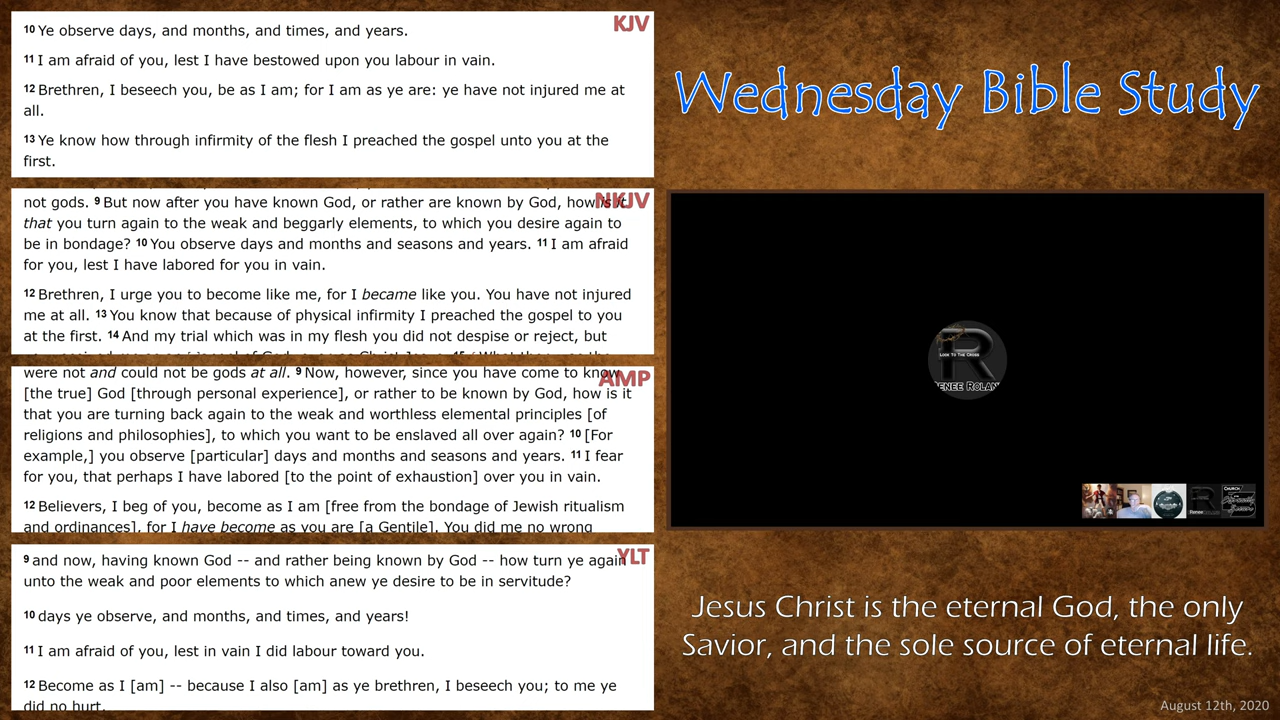 KJV
10 Ye observe days, and months, and times, and years.
11 I am afraid of you, lest I have bestowed upon you labour in vain.
12 Brethren, I beseech you, be as I am; for I am as ye are: ye have not injured me at
all.
13 Ye know how through infirmity of the flesh I preached the gospel unto you at the
first.
NKJV
not gods. 9 But now after you have known God, or rather are known by God, how is it
that you turn again to the weak and beggarly elements, to which you desire again to
be in bondage? 10 You observe days and months and seasons and years. 11 I am afraid
for you, lest I have labored for you in vain.
12 Brethren, I urge you to become like me, for I became like you. You have not injured
me at all. 13 You know that because of physical infirmity I preached the gospel to you
at the first. 14 And my trial which was in my flesh you did not despise or reject, but
AMP
were not and could not be gods at all. 9 Now, however, since you have come to know
[the true] God [through personal experience], or rather to be known by God, how is it
that you are turning back again to the weak and worthless elemental principles [of
religions and philosophies], to which you want to be enslaved all over again? 10 [For
example,] you observe [particular] days and months and seasons and years. 11 I fear
for you, that perhaps I have labored [to the point of exhaustion] over you in vain.
12 Believers, I beg of you, become as I am [free from the bondage of Jewish ritualism
and ordinances], for I have become as you are [a Gentile]. You did me no wrong
YLT
9 and now, having known God -- and rather being known by God -- how turn ye again
unto the weak and poor elements to which anew ye desire to be in servitude?
10 days ye observe, and months, and times, and years!
11 I am afraid of you, lest in vain I did labour toward you.
12 Become as I [am] -- because I also [am] as ye brethren, I beseech you; to me ye
did no hurt.
Wednesday Bible Study
R
LOOK TO THE CROSS
RENEE ROLAN
Jesus Christ is the eternal God, the only
Savior, and the sole source of eternal life.
August 12th, 2020